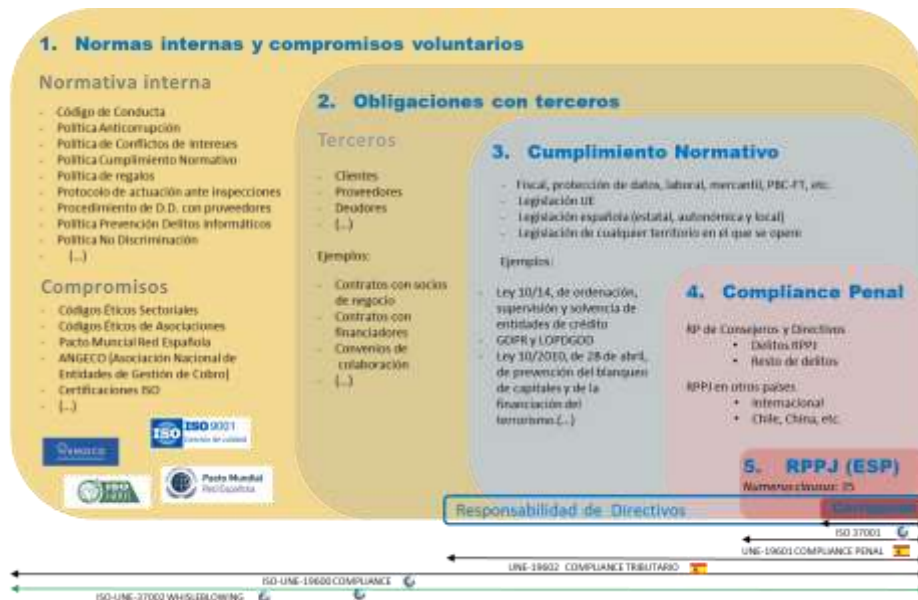 1. Normas internas y compromisos voluntarios
Normativa interna
- Código de Conducta
- Política Anticorrupción
- Política de Conflictos de Intereses
- Política Cumplimiento Normativo
- Política de regalos
- Protocolo de actuación ante inspecciones
- Procedimiento de D.D. con proveedores
- Política Prevención Delitos Informáticos
- Política No Discriminación
- (...)
Compromisos
- Códigos Éticos Sectoriales
- Códigos Éticos de Asociaciones
- Pacto Muncial Red Española
- ANGECO (Asociación Nacional de
Entidades de Gestión de Cobro)
- Certificaciones ISO
- (...)
ISO ISO 9001
ISO
Pacto Mundial
Red Española
2. Obligaciones con terceros
Terceros
- Clientes
- Proveedores
- Deudores
- (...)
Ejemplos:
- Contratos con socios
de negocio
- Contratos con
financiadores
- Convenios de
colaboración
- (...)
3. Cumplimiento Normativo
- Fiscal, protección de datos, laboral, mercantil, PBC-FT, etc.
- Legislación UE
- Legislación española (estatal, autonómica y local)
- Legislación de cualquier territorio en el que se opere
Ejemplos:
- Ley 10/14, de ordenación,
supervisión y solvencia de
entidades de crédito
- GDPR y LOPDGDD
- Ley 10/2010, de 28 de abril,
de prevención del blanqueo
de capitales y de la
financiación del
terrorismo.(...)
4. Compliance Penal
RP de Consejeros y Directivos
• Delitos RPPJ
• Resto de delitos
RPPJ en otros países
• Internacional
• Chile, China, etc.
5. RPPJ (ESP)
Numerus clausus: 35
Responsabilidad de Directivos
ISO 37001
UNE-19601 COMPLIANCE PENAL
UNE-19602 COMPLIANCE TRIBUTARIO
ISO-UNE-19600 COMPLIANCE
ISO-UNE-37002 WHISLEBLOWING